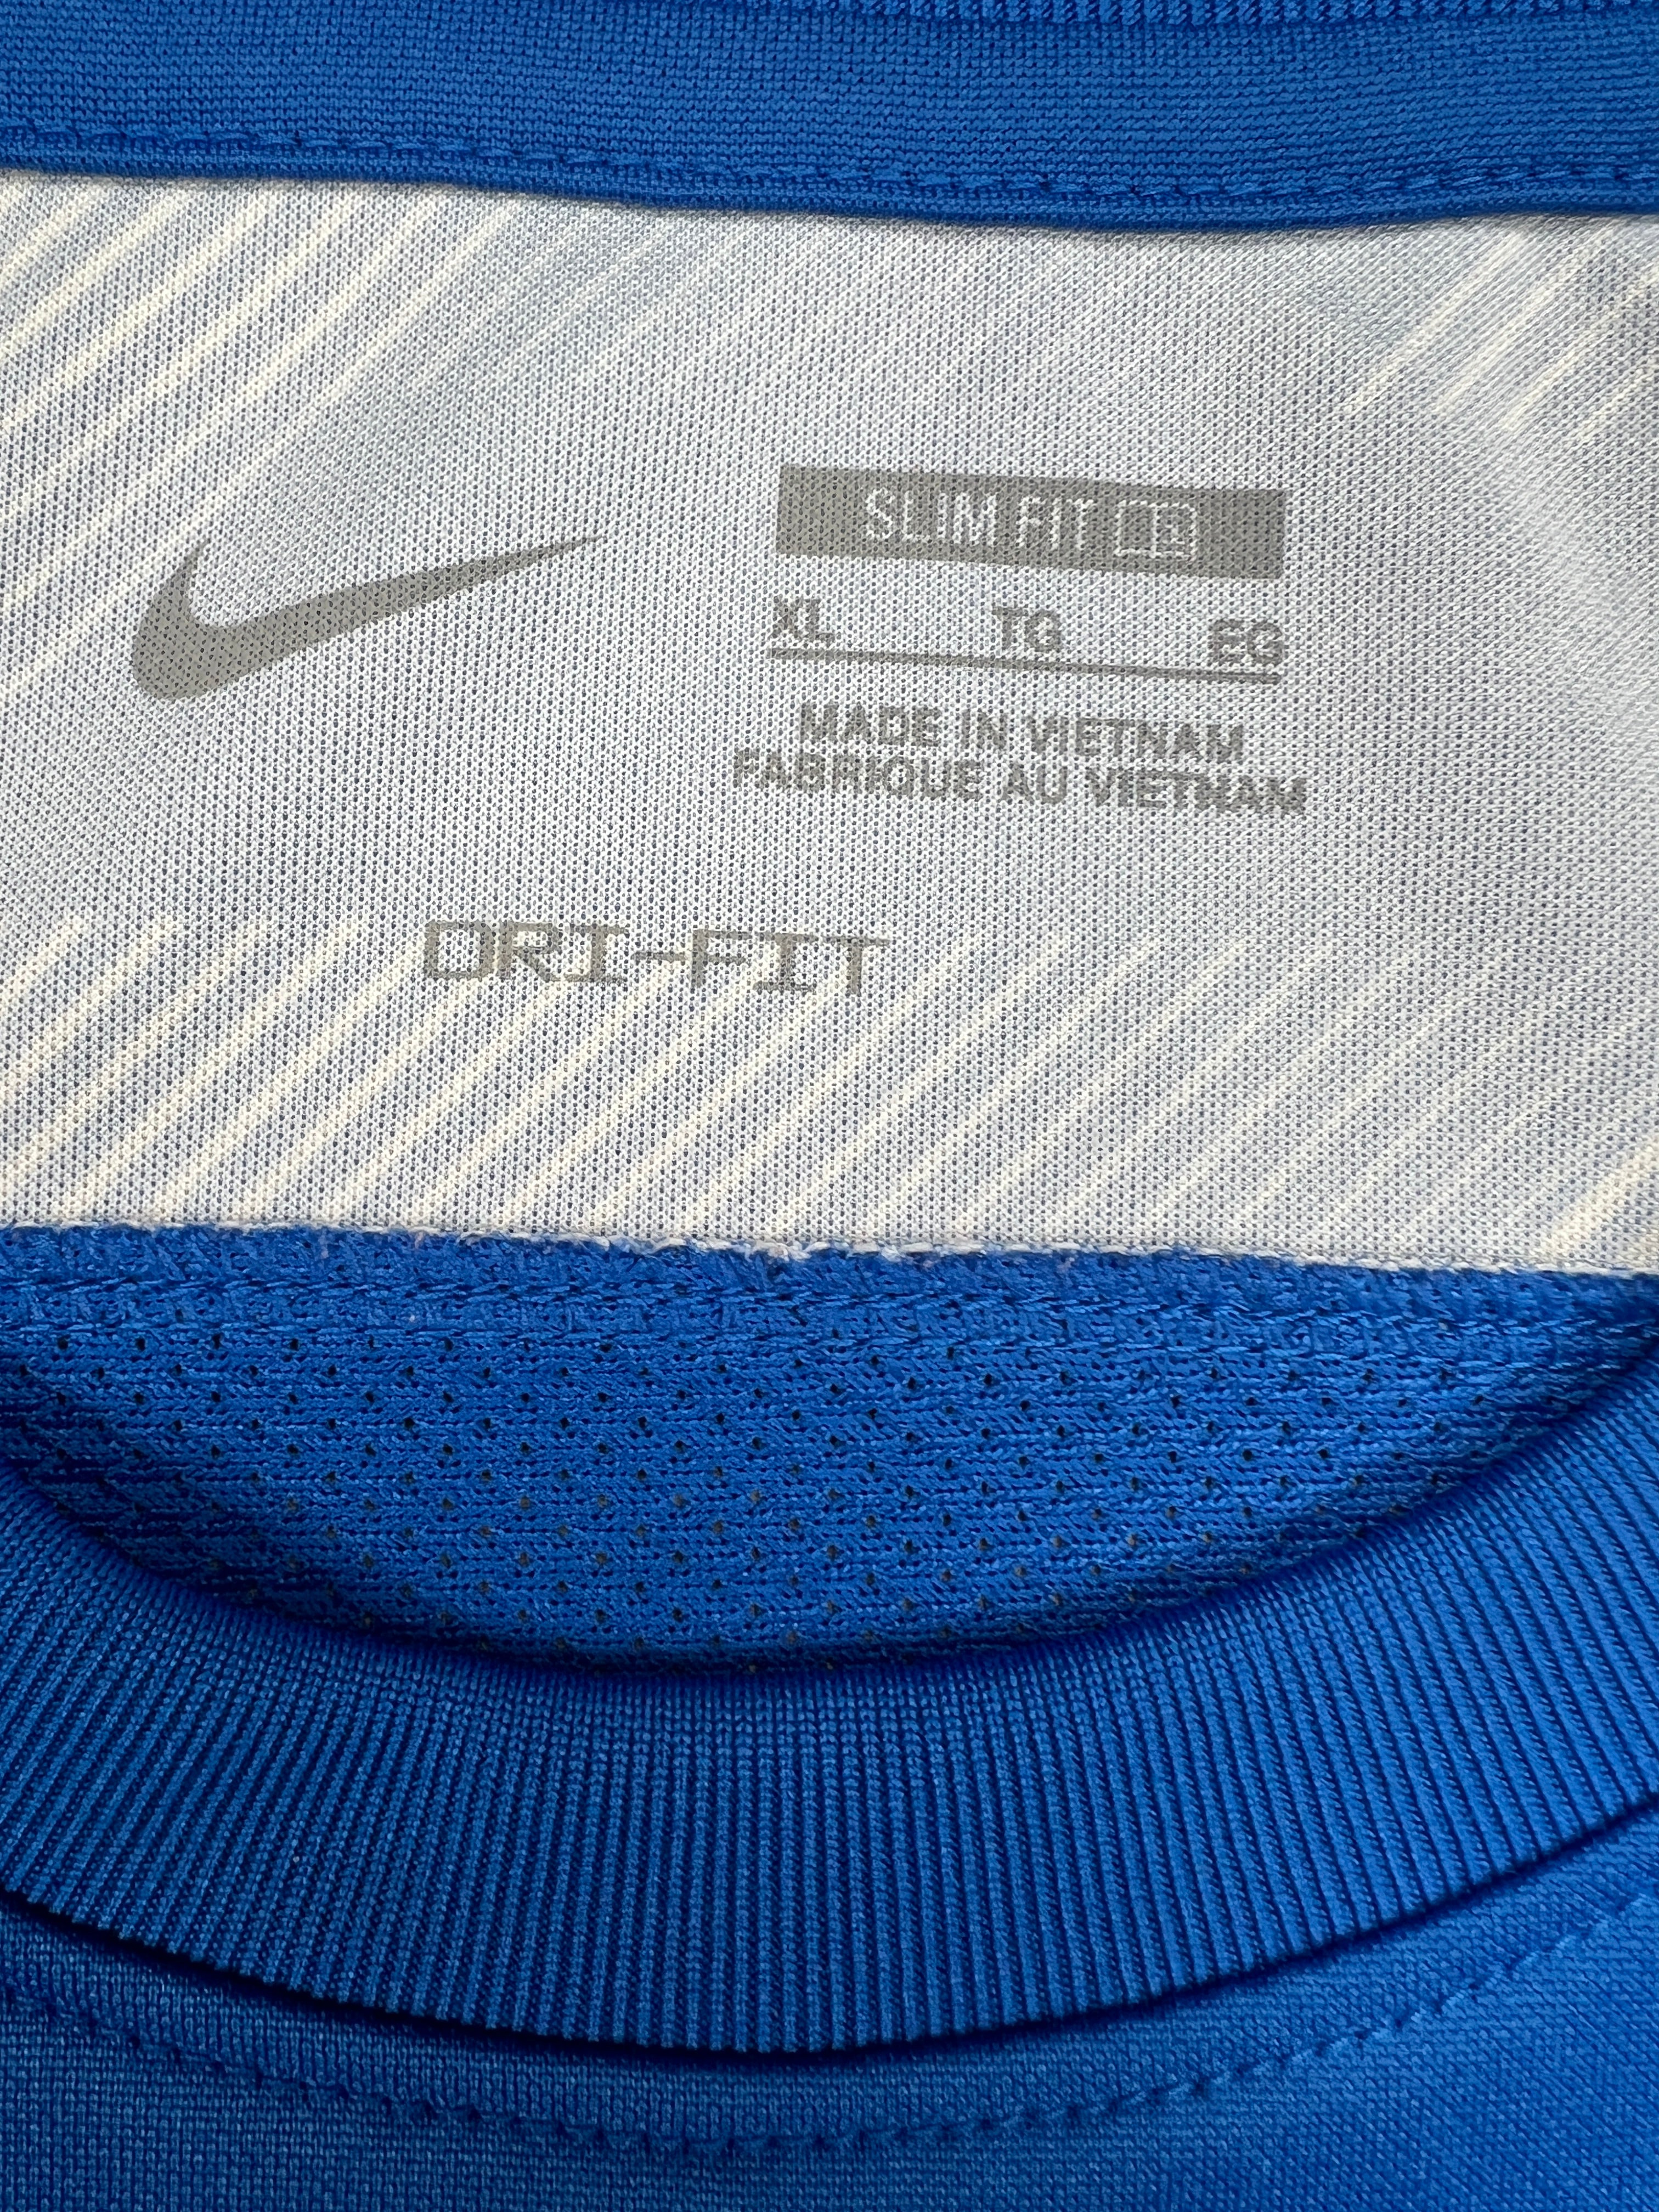 SLIM FIT
XL TG EG
MADE IN VIETNAM
FABRIQUE AU VIETNAM
DRI-FIT